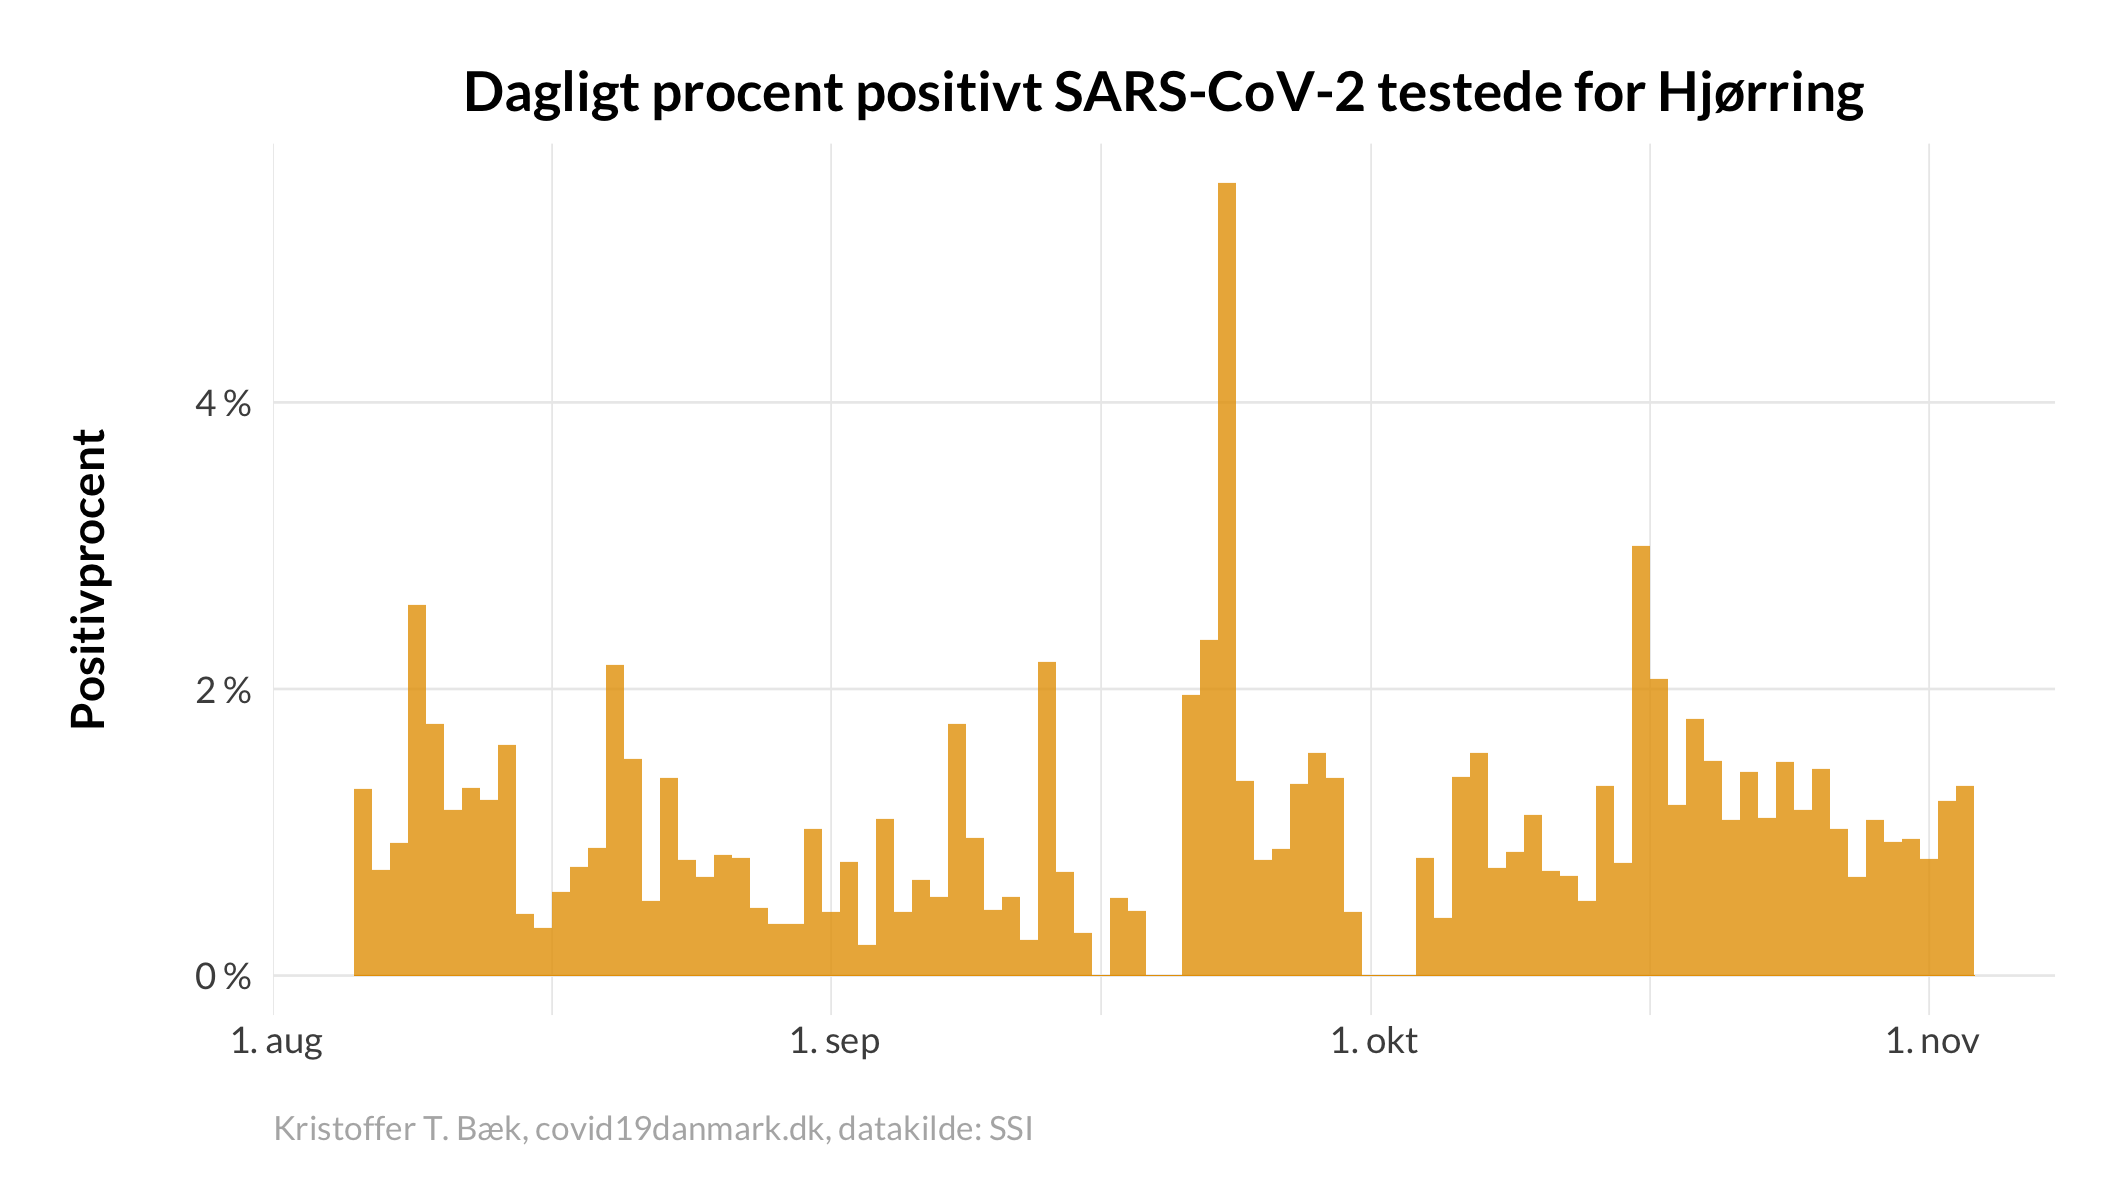 Dagligt procent positivt SARS-CoV-2 testede for Hjørring
Positivprocent
4 %
2 %
0 %
1. aug
1. sep
1. okt
1. nov
Kristoffer T. Bæk, covid19danmark.dk, datakilde: SSI